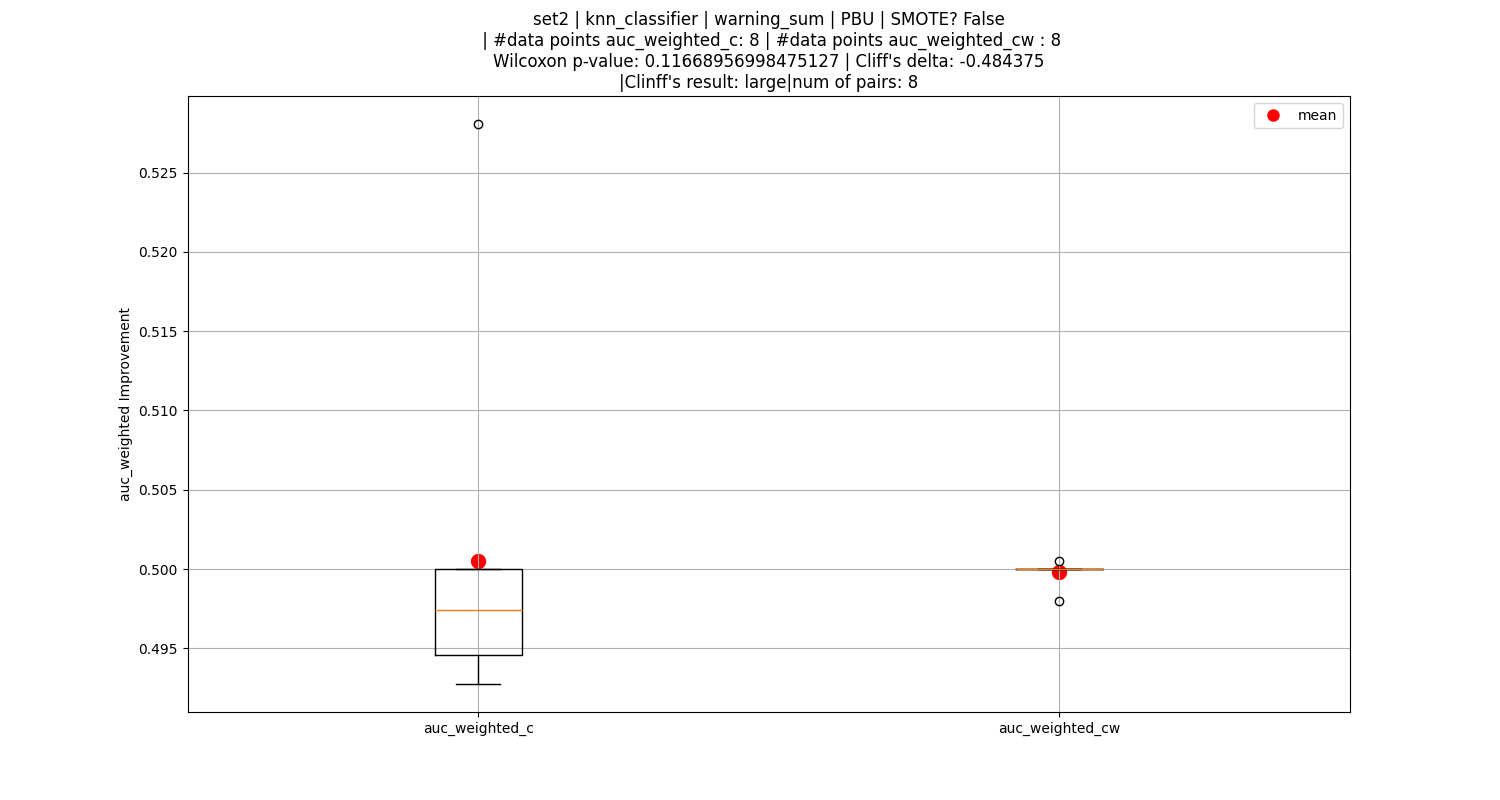 set2 | knn_classifier | warning_sum | PBU | SMOTE? False
| #data points auc_weighted_c: 8 | #data points auc_weighted_cw : 8
Wilcoxon p-value: 0.11668956998475127 | Cliff's delta: -0.484375
|Clinff's result: large|num of pairs: 8
mean
auc_weighted Improvement
0.525
0.520
0.515
0.510
0.505
0.500
0.495
auc_weighted_c
auc_weighted_cw